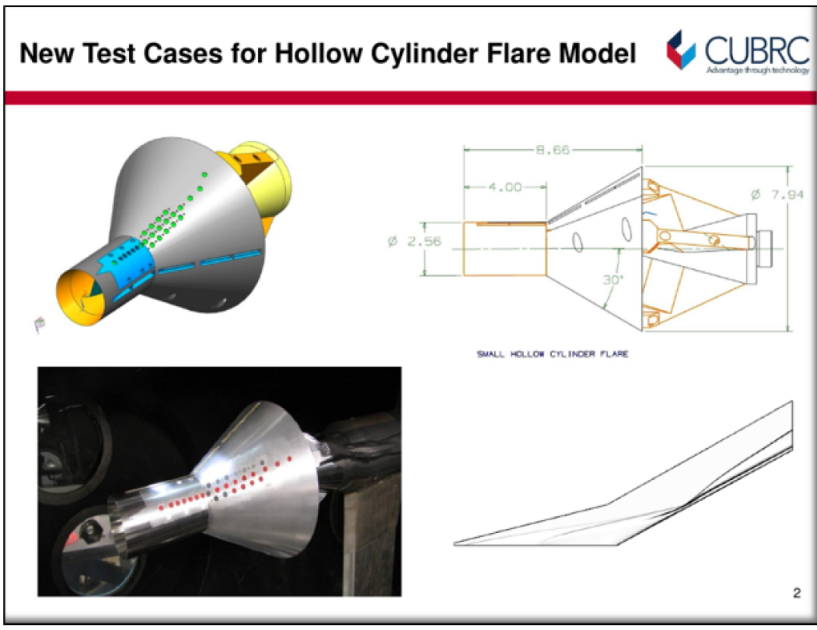 New Test Cases for Hollow Cylinder Flare Model
CUBRC
Advantage through technology
8.66
4.00
Ø 7.94
Ø 2.56
30°
SMALL HOLLOW CYLINDER FLARE
2